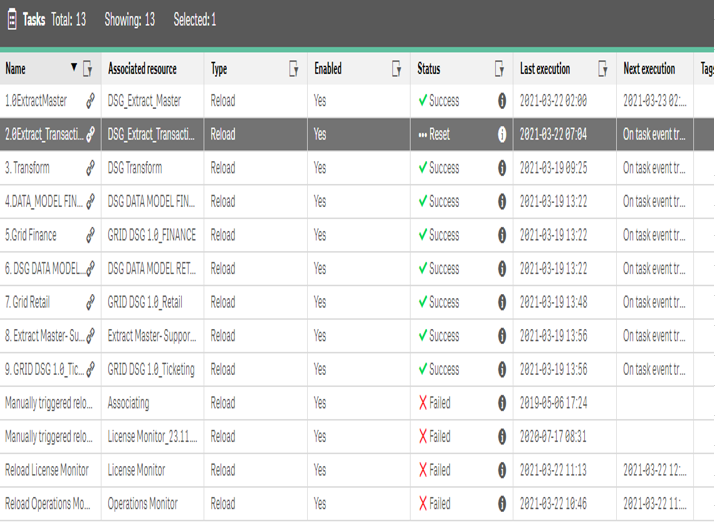 Tasks Total: 13 Showing: 13 Selected: 1
Name Associated resource Type Enabled Status Last execution Next execution Tags
1.0ExtractMaster DSG_Extract_Master Reload Yes Success 2021-03-22 02:00 2021-03-23 02:...
2.0Extract_Transacti... DSG_Extract_Transacti... Reload Yes Reset 2021-03-22 07:04 On task event tr...
3. Transform DSG Transform Reload Yes Success 2021-03-19 09:25 On task event tr...
4.DATA_MODEL FIN... DSG DATA MODEL FIN... Reload Yes Success 2021-03-19 13:22 On task event tr...
5.Grid Finance GRID DSG 1.0_FINANCE Reload Yes Success 2021-03-19 13:22 On task event tr...
6. DSG DATA MODEL... DSG DATA MODEL RET... Reload Yes Success 2021-03-19 13:22 On task event tr...
7. Grid Retail GRID DSG 1.0_Retail Reload Yes Success 2021-03-19 13:48 On task event tr...
8. Extract Master- Su... Extract Master- Suppor... Reload Yes Success 2021-03-19 13:56 On task event tr...
9. GRID DSG 1.0_Tic... GRID DSG 1.0_Ticketing Reload Yes Success 2021-03-19 13:56 On task event tr...
Manually triggered relo... Associating Reload Yes Failed 2019-05-06 17:24
Manually triggered relo... License Monitor_23.11.... Reload Yes Failed 2020-07-17 08:31
Reload License Monitor License Monitor Reload Yes Failed 2021-03-22 11:13 2021-03-22 12:...
Reload Operations Mo... Operations Monitor Reload Yes Failed 2021-03-22 10:46 2021-03-22 11:...